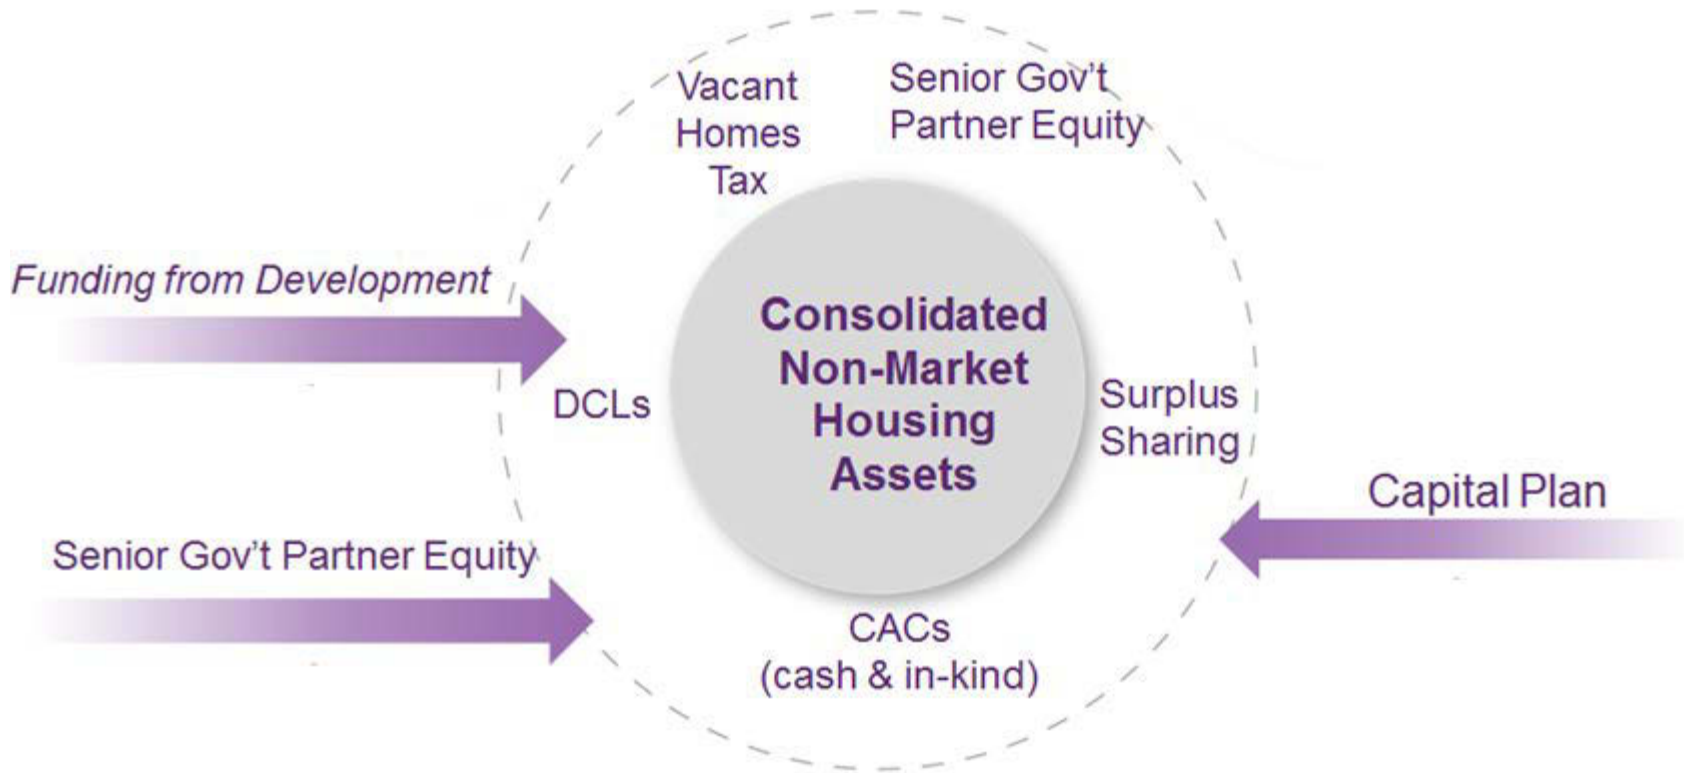 Vacant
Homes
Tax
Senior Gov't
Partner Equity
Funding from Development
Consolidated
Non-Market
Housing
Assets
DCLs
Surplus
Sharing
Capital Plan
Senior Gov't Partner Equity
CACs
(cash & in-kind)